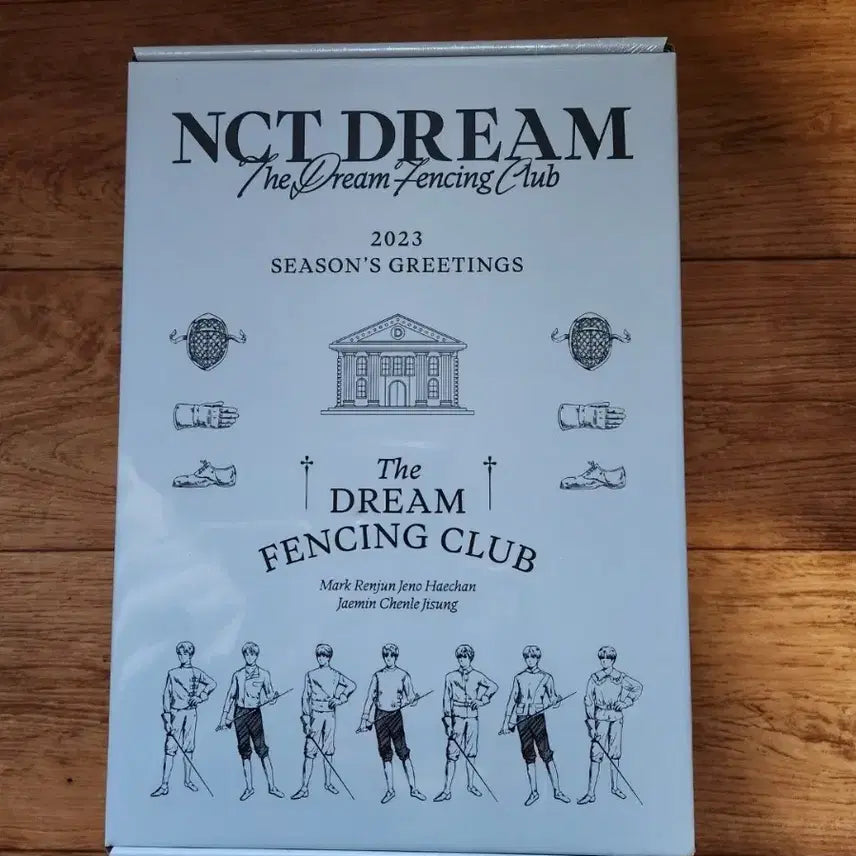 NCT DREAM
The Dream Fencing Club
2023
SEASON'S GREETINGS
D
The
DREAM
FENCING CLUB
Mark Renjun Jeno Haechan
Jaemin Chenle Jisung